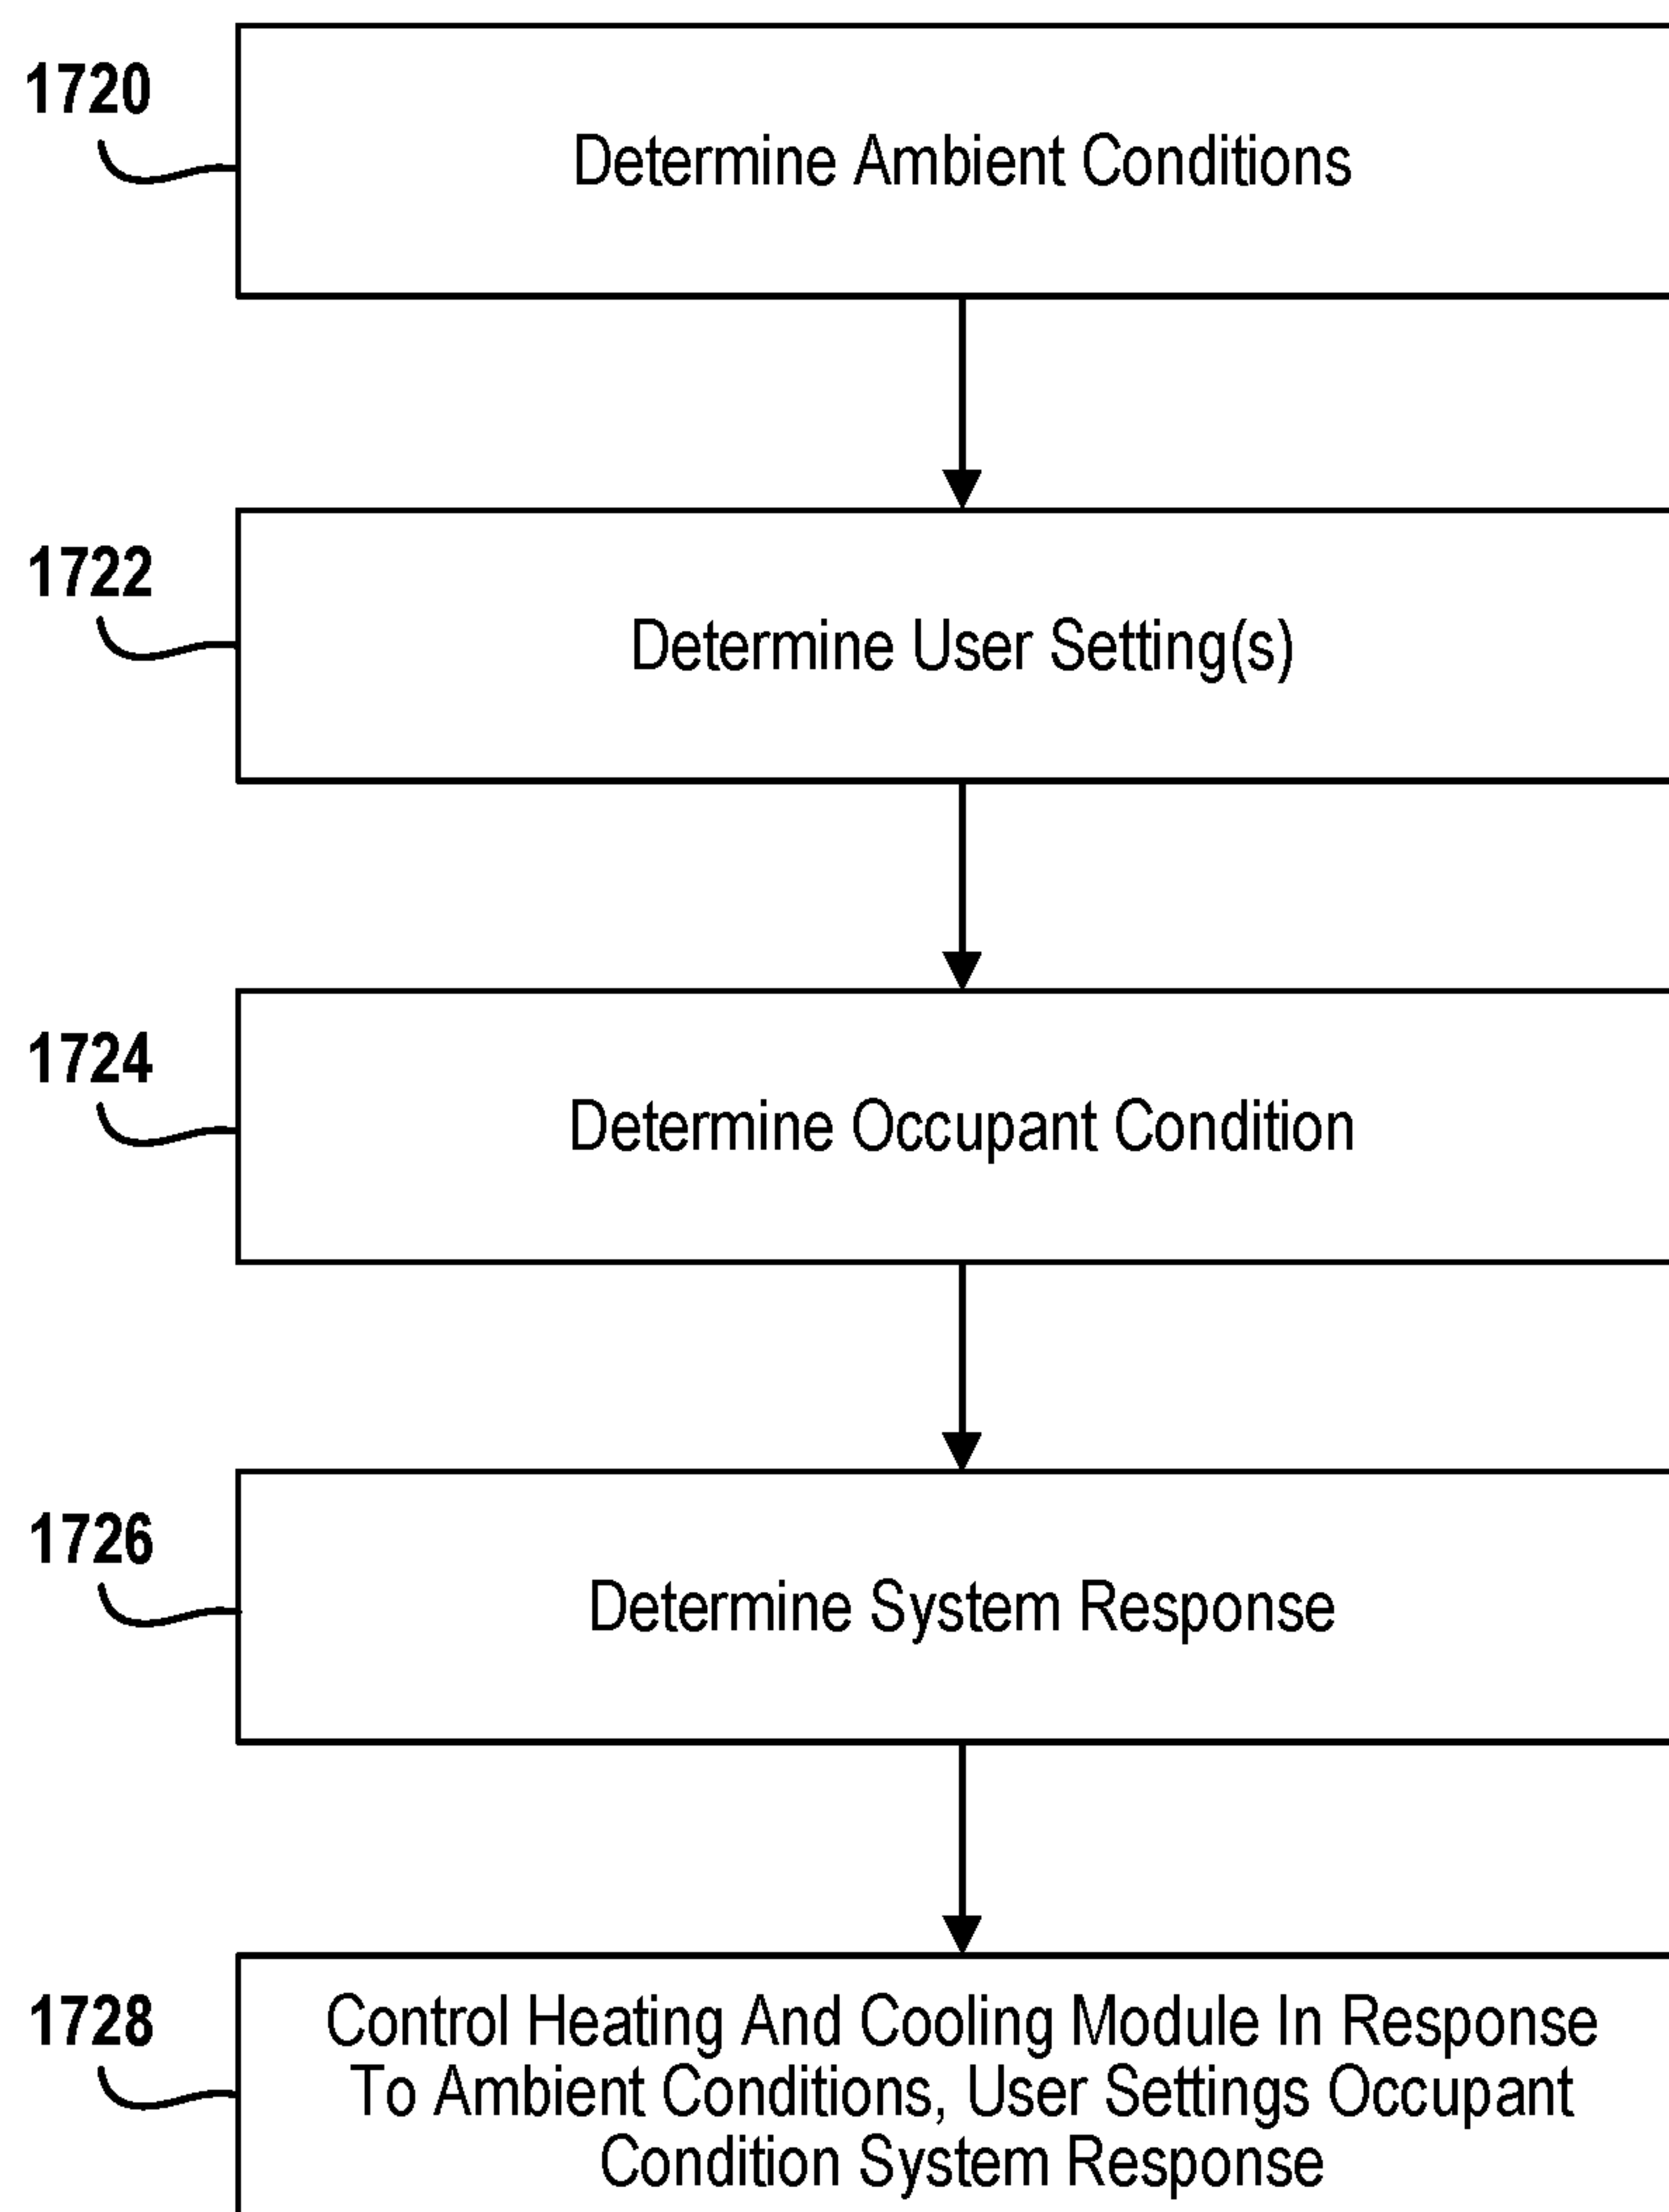 1720
Determine Ambient Conditions
1722
Determine User Setting(s)
1724
Determine Occupant Condition
1726
Determine System Response
1728
Control Heating And Cooling Module In Response
To Ambient Conditions, User Settings Occupant
Condition System Response